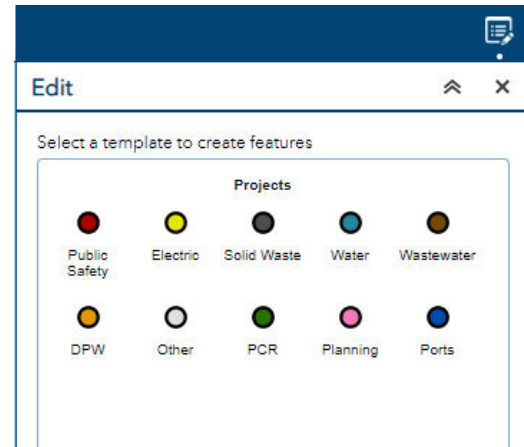 Edit
Select a template to create features
Projects
Public Safety
Electric
Solid Waste
Water
Wastewater
DPW
Other
PCR
Planning
Ports